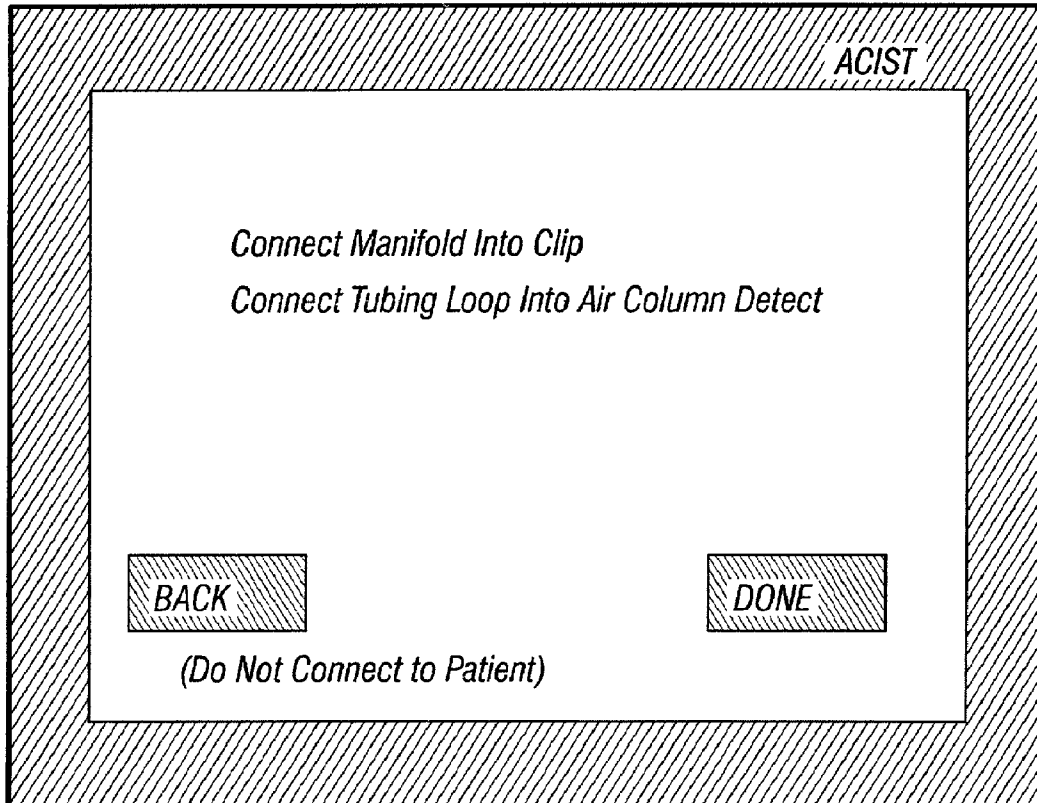 ACIST
Connect Manifold Into Clip
Connect Tubing Loop Into Air Column Detect
BACK
DONE
(Do Not Connect to Patient)